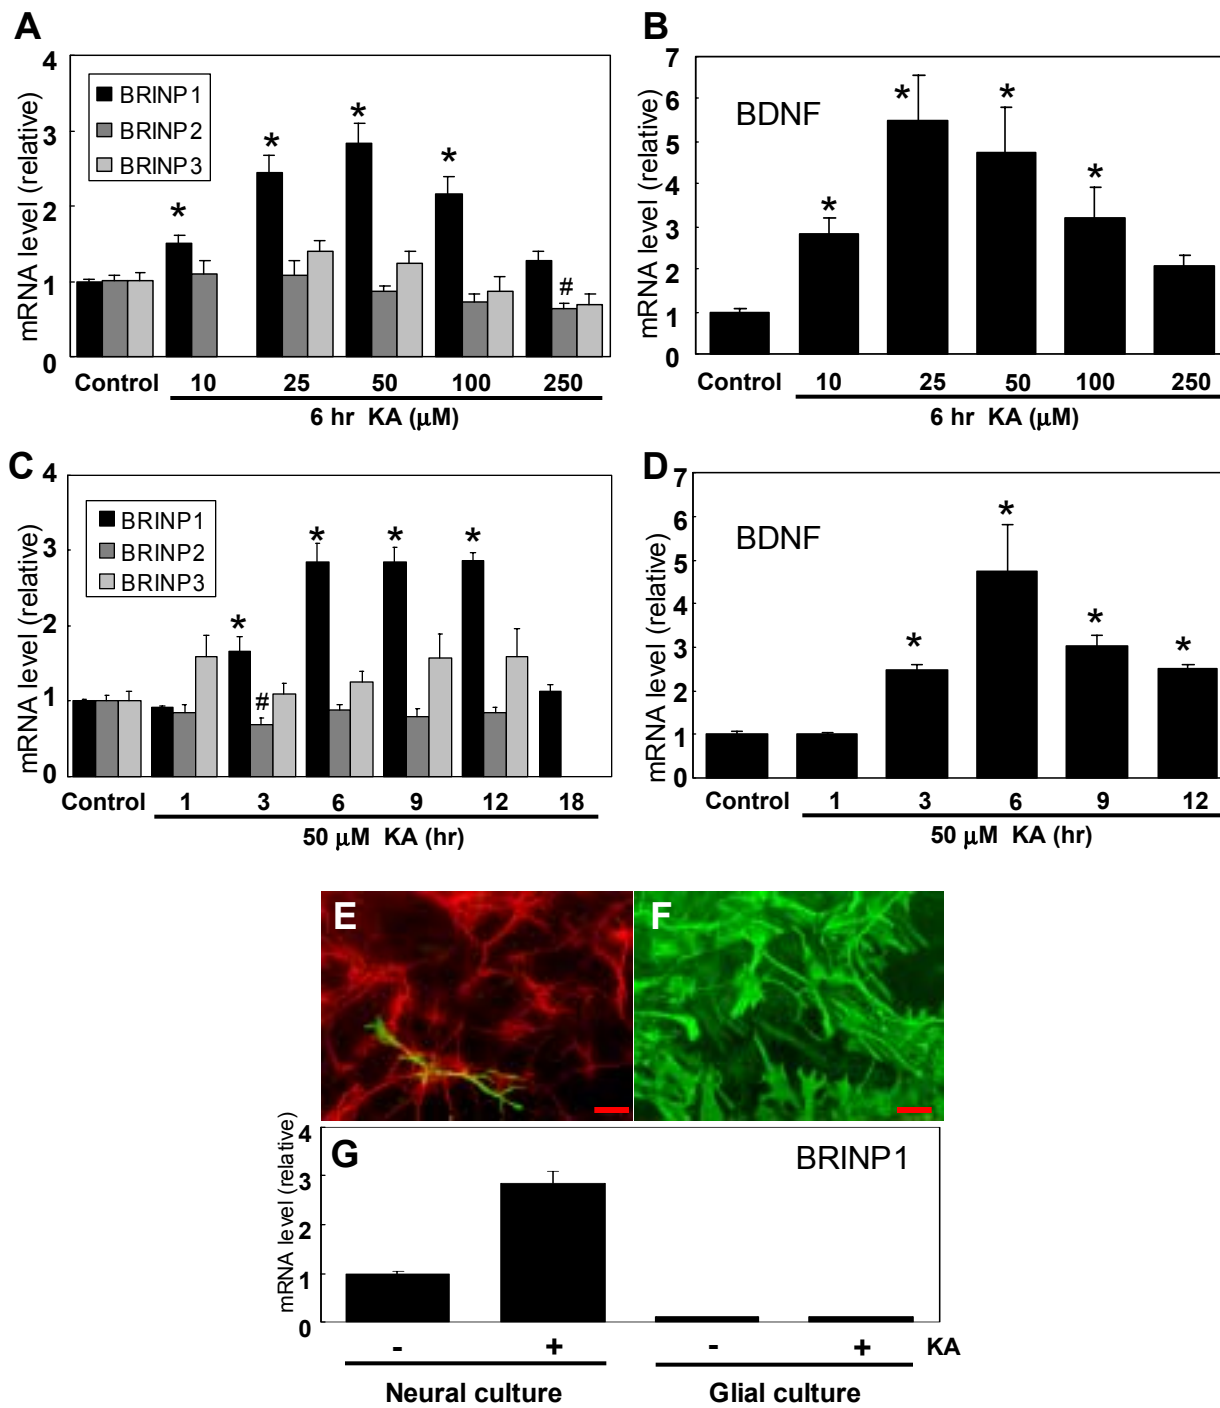 A
mRNA level (relative)
4
3
2
1
0
BRINP1
BRINP2
BRINP3
*
*
*
*
#
Control 10 25 50 100 250
6 hr KA (μM)
B
mRNA level (relative)
7
6
5
4
3
2
1
0
BDNF
*
*
*
*
Control 10 25 50 100 250
6 hr KA (μM)
C
mRNA level (relative)
4
3
2
1
0
BRINP1
BRINP2
BRINP3
*
#
*
*
*
Control 1 3 6 9 12 18
50 μM KA (hr)
D
mRNA level (relative)
7
6
5
4
3
2
1
0
BDNF
*
*
*
*
Control 1 3 6 9 12
50 μM KA (hr)
E
F
G
mRNA level (relative)
4
3
2
1
0
BRINP1
- + - + KA
Neural culture Glial culture